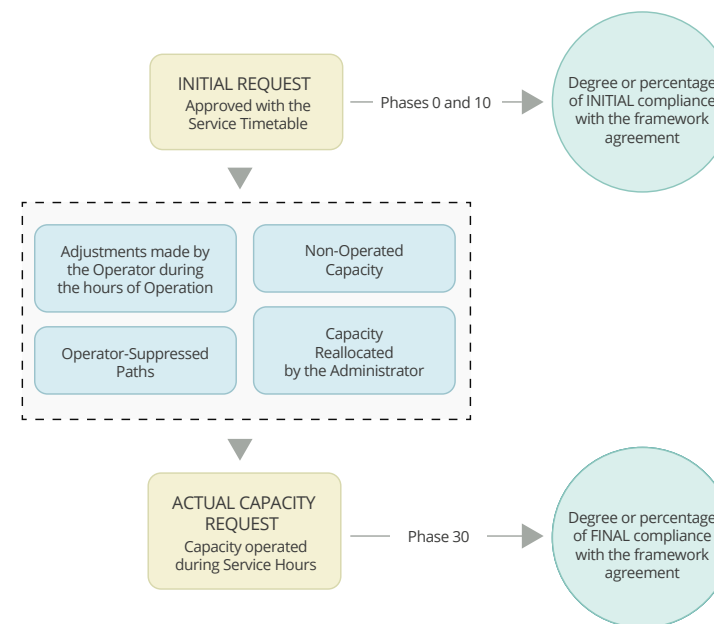 INITIAL REQUEST
Approved with the
Service Timetable
Phases 0 and 10
Degree or percentage
of INITIAL compliance
with the framework
agreement
Adjustments made by
the Operator during
the hours of Operation
Non-Operated
Capacity
Operator-Suppressed
Paths
Capacity
Reallocated
by the Administrator
ACTUAL CAPACITY
REQUEST
Capacity operated
during Service Hours
Phase 30
Degree or percentage
of FINAL compliance
with the framework
agreement